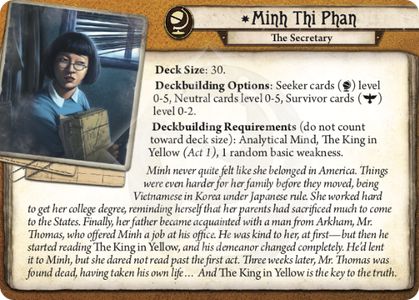 *Minh Thi Phan
The Secretary
Deck Size: 30.
Deckbuilding Options: Seeker cards () level
0-5, Neutral cards level 0-5, Survivor cards ()
level 0-2.
Deckbuilding Requirements (do not count
toward deck size): Analytical Mind, The King in
Yellow (Act 1), 1 random basic weakness.
Minh never quite felt like she belonged in America. Things
were even harder for her family before they moved, being
Vietnamese in Korea under Japanese rule. She worked hard
to get her college degree, reminding herself that her parents had sacrificed much to come
to the States. Finally, her father became acquainted with a man from Arkham, Mr.
Thomas, who offered Minh a job at his office. He was kind to her, at first—but then he
started reading The King in Yellow, and his demeanor changed completely. He'd lent
it to Minh, but she dared not read past the first act. Three weeks later, Mr. Thomas was
found dead, having taken his own life… And The King in Yellow is the key to the truth.